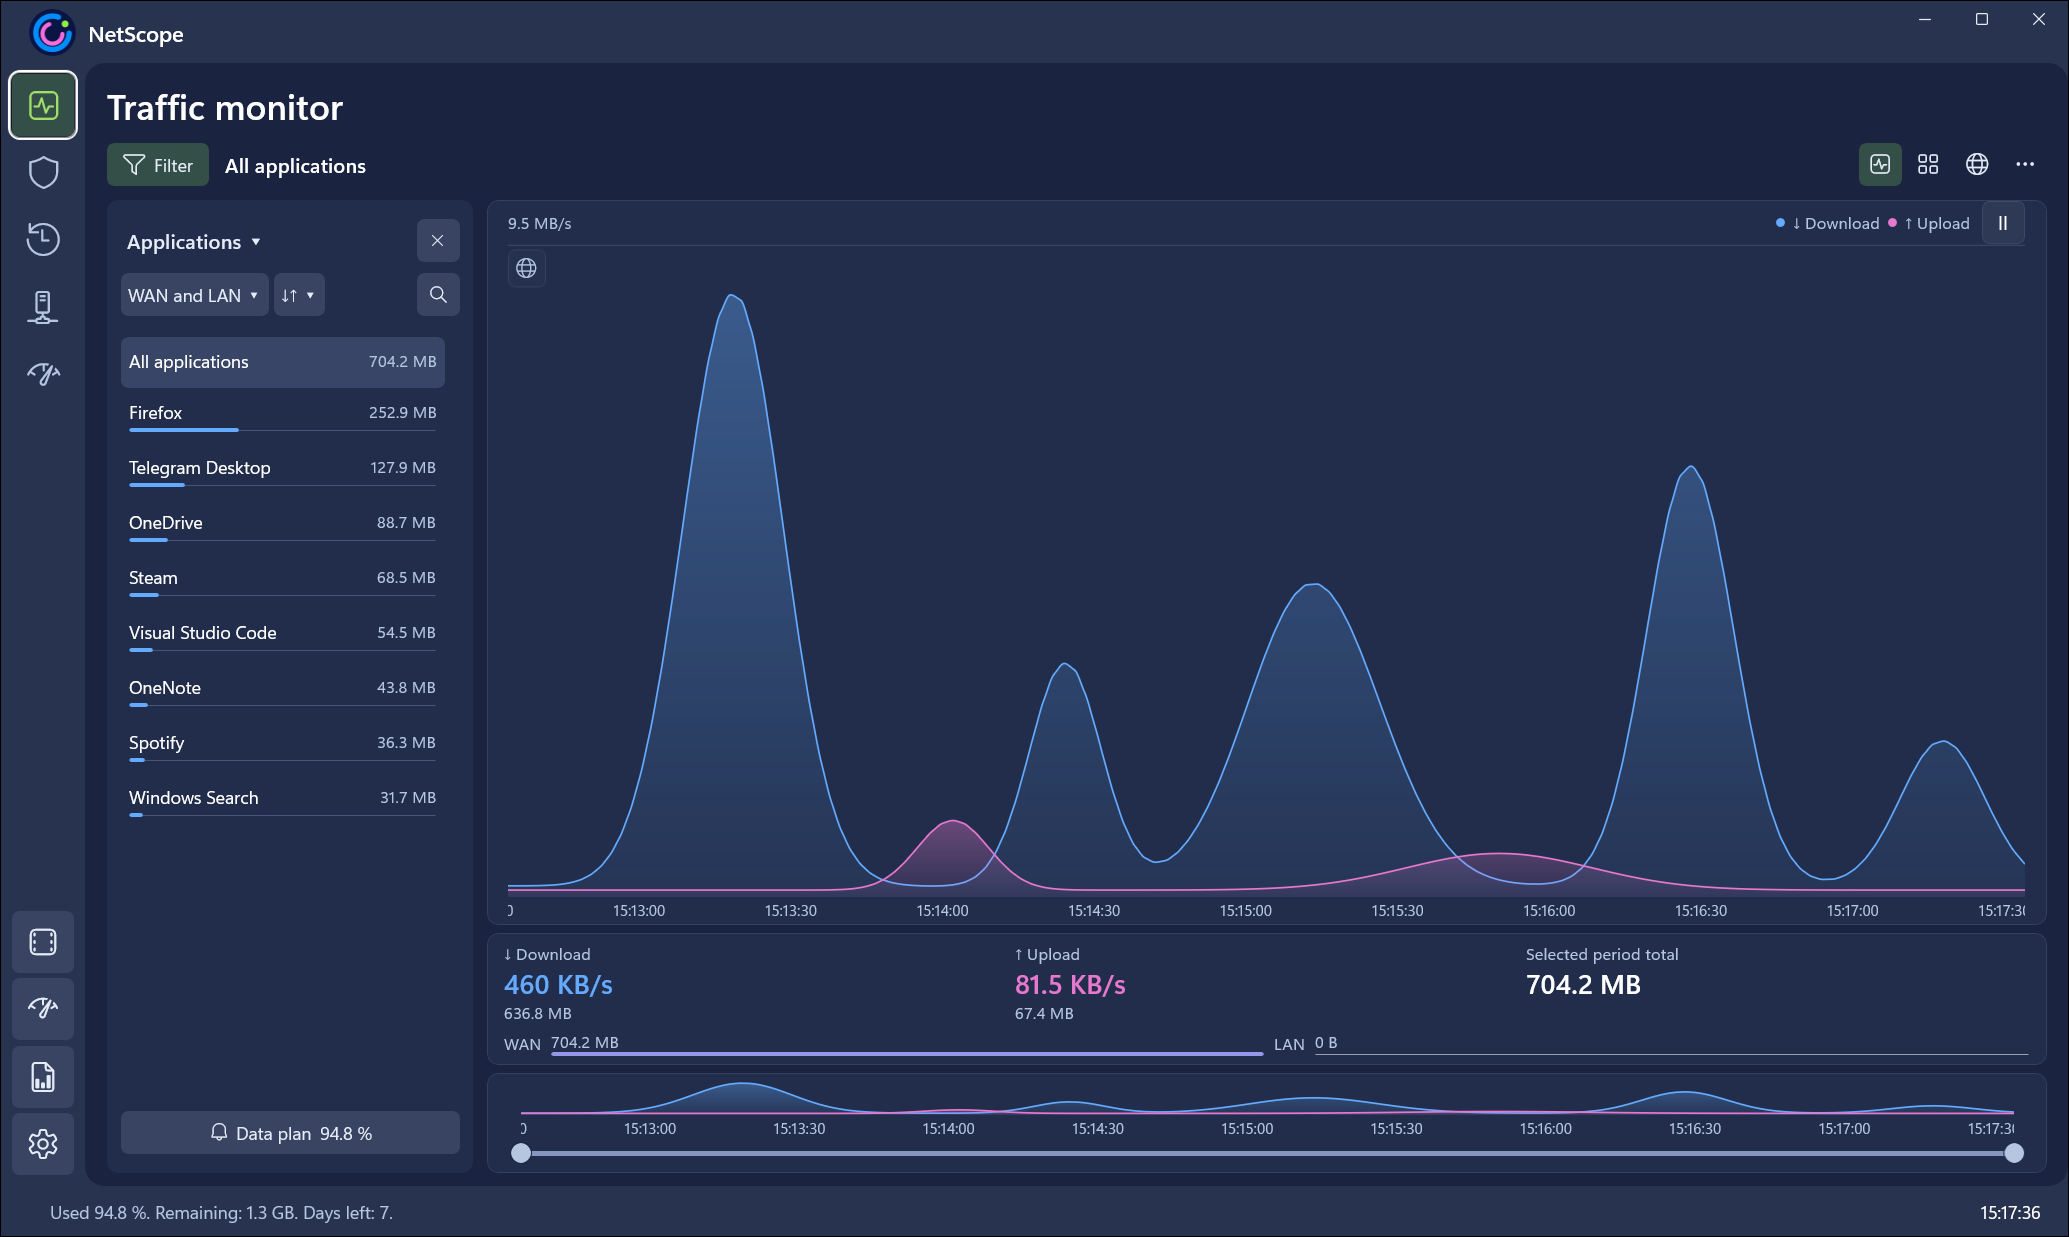 NetScope
Traffic monitor
Filter
All applications
Applications
WAN and LAN
All applications 704.2 MB
Firefox 252.9 MB
Telegram Desktop 127.9 MB
OneDrive 88.7 MB
Steam 68.5 MB
Visual Studio Code 54.5 MB
OneNote 43.8 MB
Spotify 36.3 MB
Windows Search 31.7 MB
Data plan 94.8 %
9.5 MB/s
↓ Download ↑ Upload
0 15:13:00 15:13:30 15:14:00 15:14:30 15:15:00 15:15:30 15:16:00 15:16:30 15:17:00 15:17:30
↓ Download
460 KB/s
636.8 MB
↑ Upload
81.5 KB/s
67.4 MB
Selected period total
704.2 MB
WAN 704.2 MB LAN 0 B
0 15:13:00 15:13:30 15:14:00 15:14:30 15:15:00 15:15:30 15:16:00 15:16:30 15:17:00 15:17:30
Used 94.8 %. Remaining: 1.3 GB. Days left: 7.
15:17:36